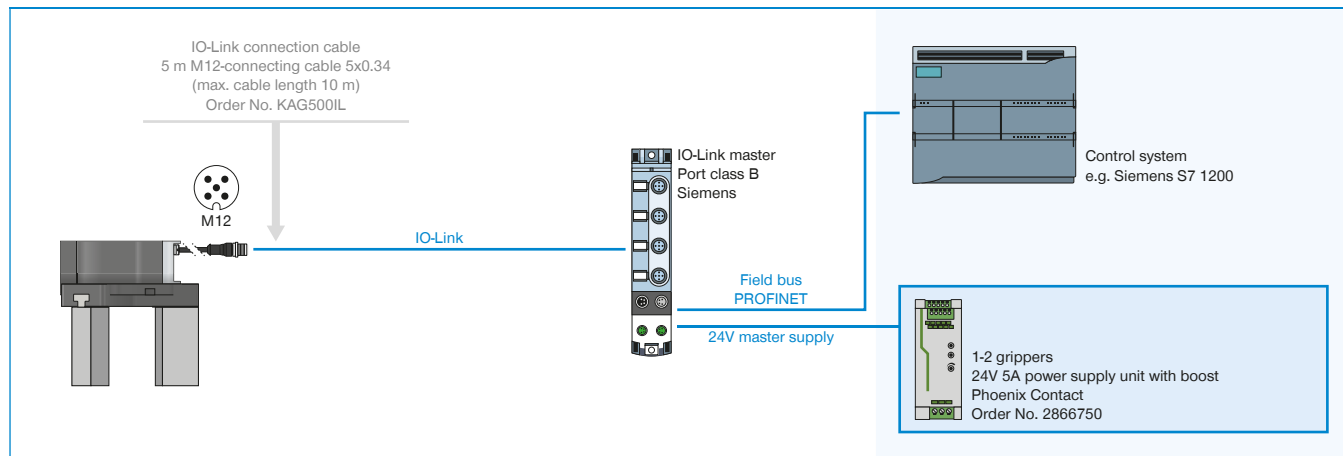 IO-Link connection cable
5 m M12-connecting cable 5x0.34
(max. cable length 10 m)
Order No. KAG500IL
M12
IO-Link
IO-Link master
Port class B
Siemens
Control system
e.g. Siemens S7 1200
Field bus
PROFINET
24V master supply
1-2 grippers
24V 5A power supply unit with boost
Phoenix Contact
Order No. 2866750